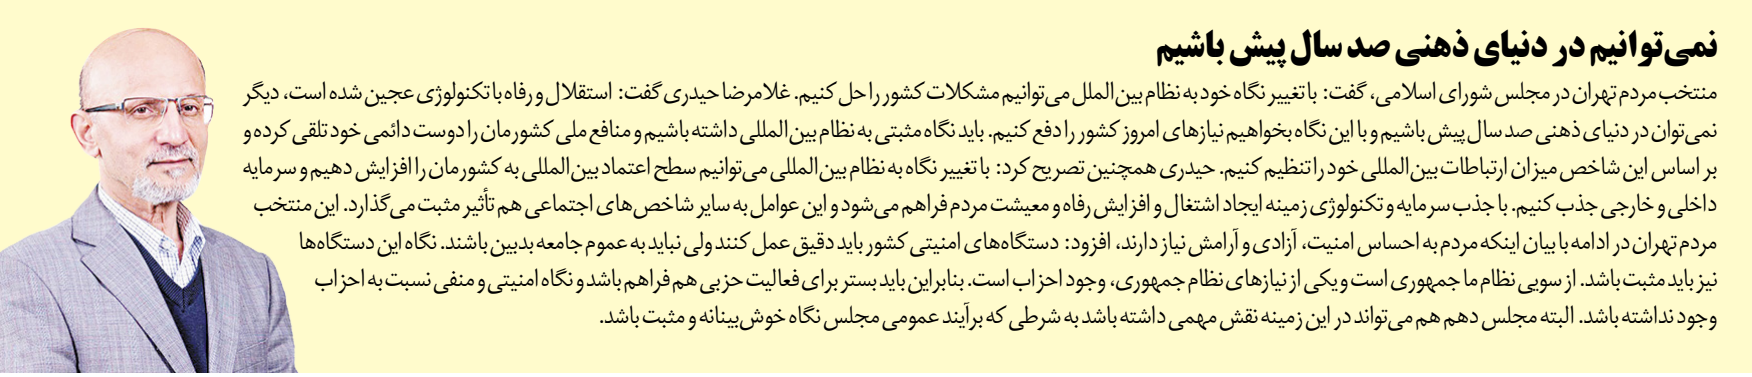 نمی‌توانیم در دنیای ذهنی صد سال پیش باشیم
منتخب مردم تهران در مجلس شورای اسلامی، گفت: با تغییر نگاه خود به نظام بین‌الملل می‌توانیم مشکلات کشور را حل کنیم. غلامرضا حیدری گفت: استقلال و رفاه با تکنولوژی عجین شده است، دیگر
نمی‌توان در دنیای ذهنی صد سال پیش باشیم و با این نگاه بخواهیم نیازهای امروز کشور را دفع کنیم. باید نگاه مثبتی به نظام بین‌المللی داشته باشیم و منافع ملی کشورمان را دوست دائمی خود تلقی کرده و
بر اساس این شاخص میزان ارتباطات بین‌المللی خود را تنظیم کنیم. حیدری همچنین تصریح کرد: با تغییر نگاه به نظام بین‌المللی می‌توانیم سطح اعتماد بین‌المللی به کشورمان را افزایش دهیم و سرمایه
داخلی و خارجی جذب کنیم. با جذب سرمایه و تکنولوژی زمینه ایجاد اشتغال و افزایش رفاه و معیشت مردم فراهم می‌شود و این عوامل به سایر شاخص‌های اجتماعی هم تأثیر مثبت می‌گذارد. این منتخب
مردم تهران در ادامه با بیان اینکه مردم به احساس امنیت، آزادی و آرامش نیاز دارند، افزود: دستگاه‌های امنیتی کشور باید دقیق عمل کنند ولی نباید به عموم جامعه بدبین باشند. نگاه این دستگاه‌ها
نیز باید مثبت باشد. از سویی نظام ما جمهوری است و یکی از نیازهای نظام جمهوری، وجود احزاب است. بنابراین باید بستر برای فعالیت حزبی هم فراهم باشد و نگاه امنیتی و منفی نسبت به احزاب
وجود نداشته باشد. البته مجلس دهم هم می‌تواند در این زمینه نقش مهمی داشته باشد به شرطی که برآیند عمومی مجلس نگاه خوش‌بینانه و مثبت باشد.